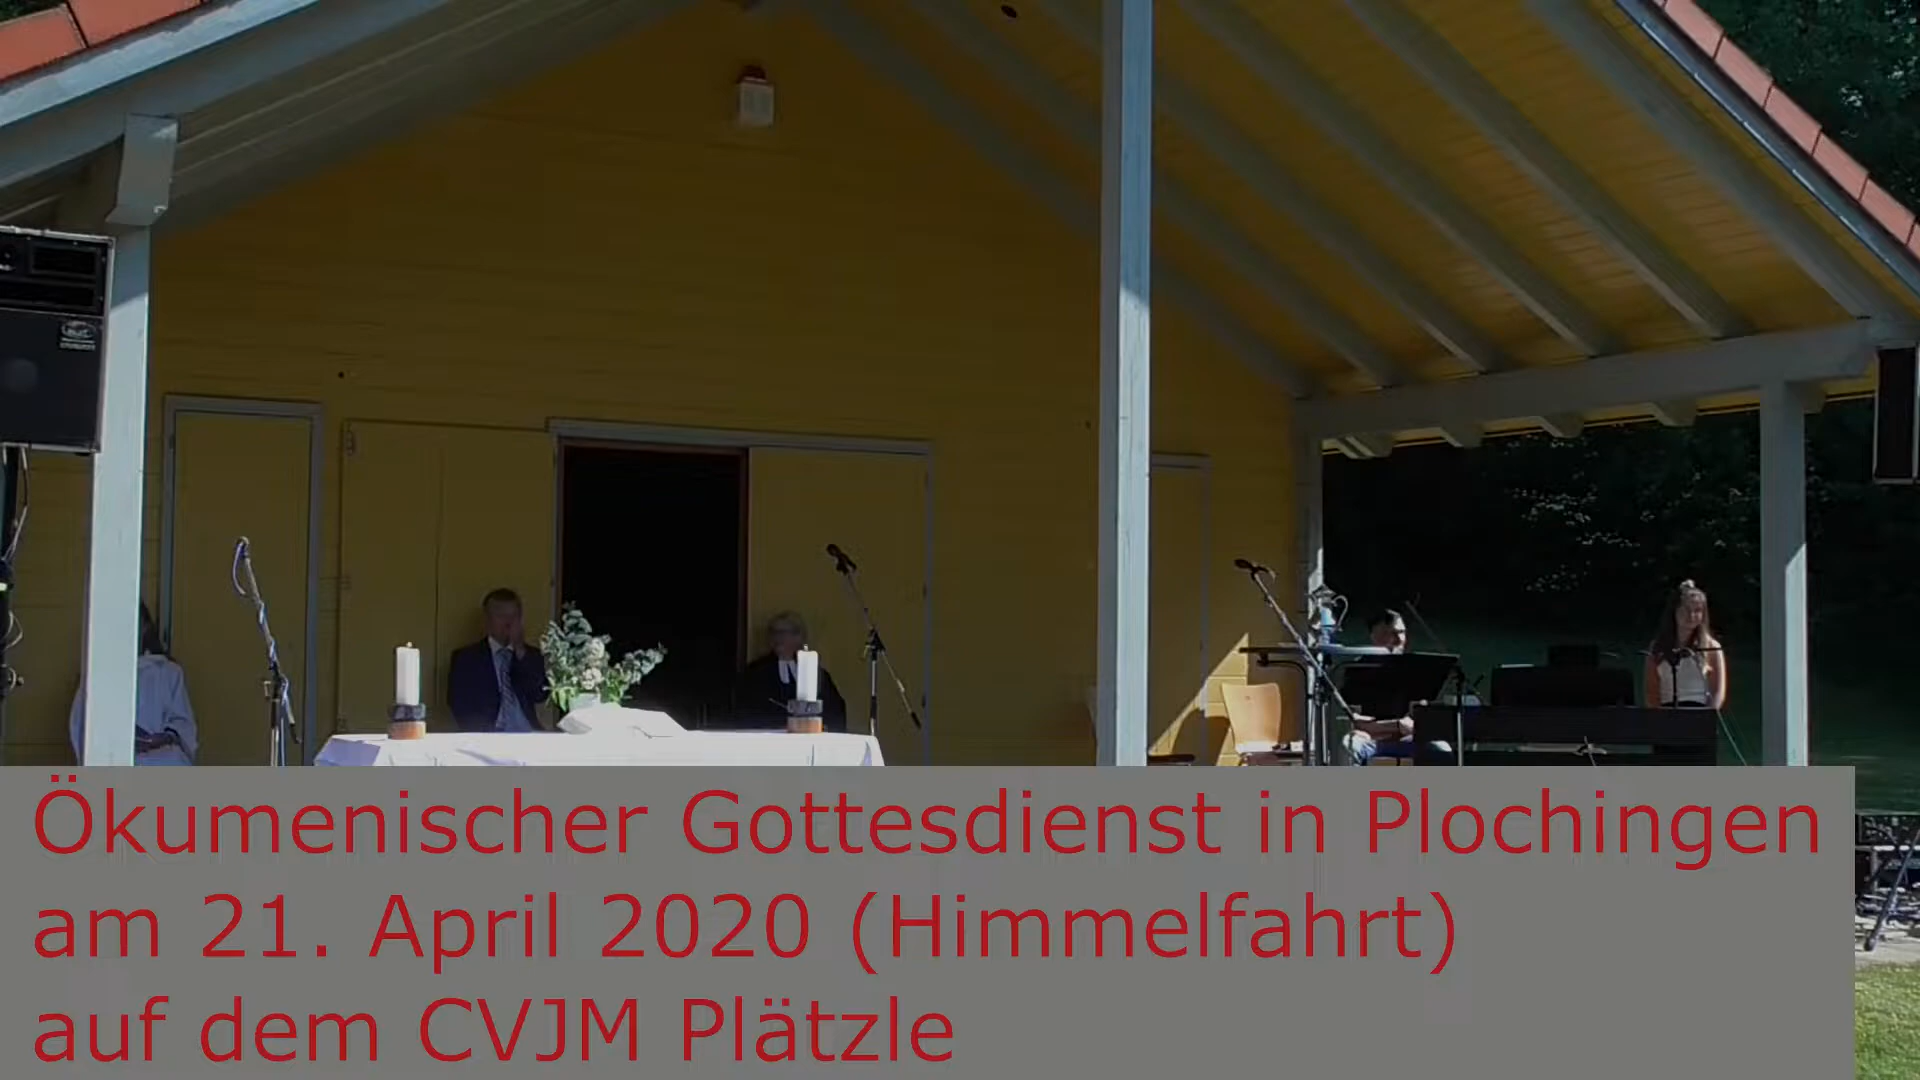 Ökumenischer Gottesdienst in Plochingen
am 21. April 2020 (Himmelfahrt)
auf dem CVJM Plätzle